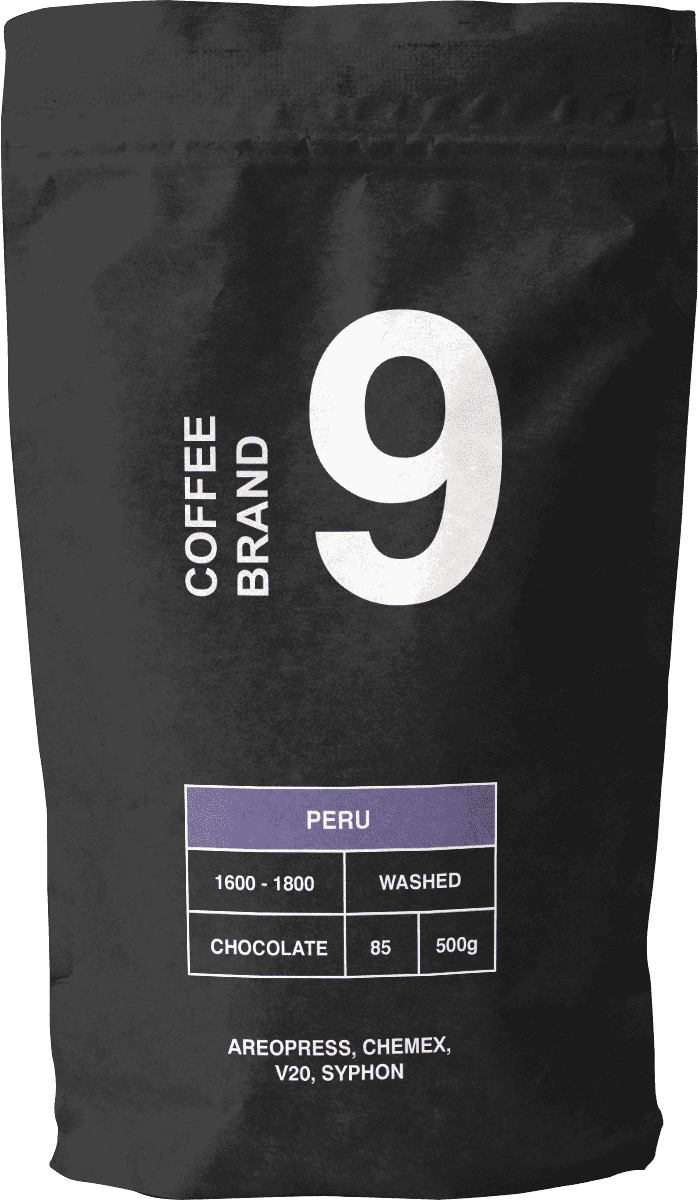 COFFEE
BRAND
9
PERU
1600 - 1800
WASHED
CHOCOLATE
85
500g
AREOPRESS, CHEMEX,
V20, SYPHON